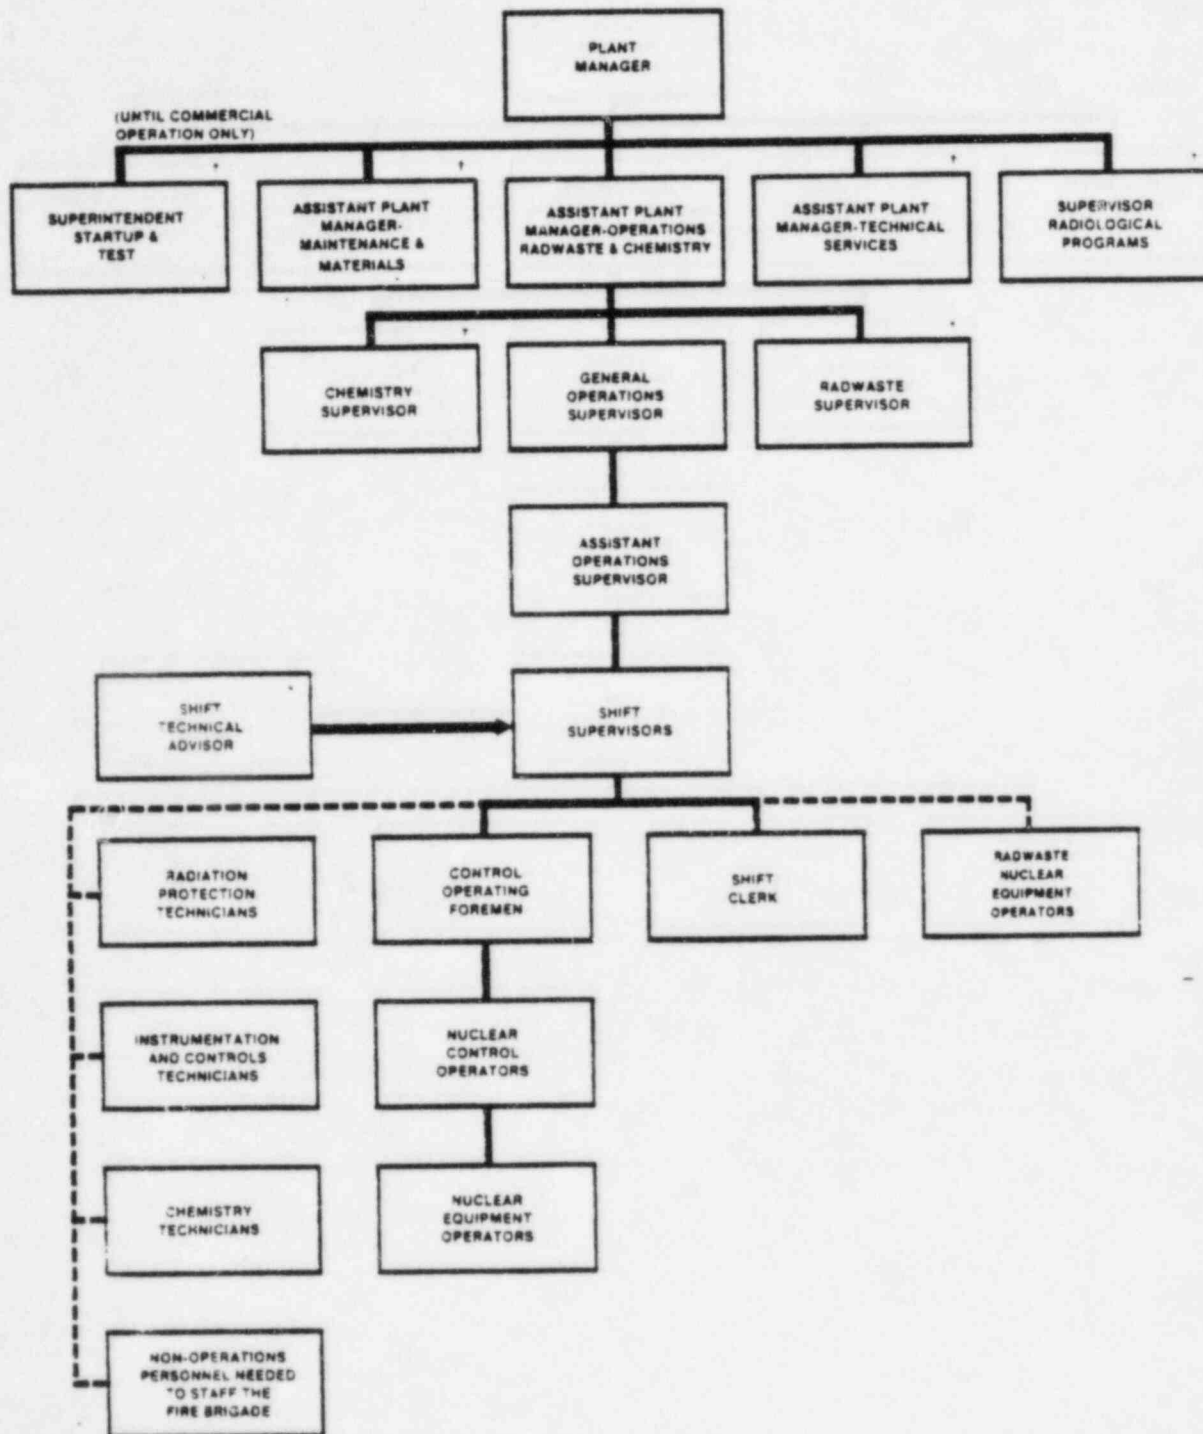 PLANT
MANAGER
(UNTIL COMMERCIAL
OPERATION ONLY)
SUPERINTENDENT
STARTUP &
TEST
ASSISTANT PLANT
MANAGER-
MAINTENANCE &
MATERIALS
ASSISTANT PLANT
MANAGER-OPERATIONS
RADWASTE & CHEMISTRY
ASSISTANT PLANT
MANAGER-TECHNICAL
SERVICES
SUPERVISOR
RADIOLOGICAL
PROGRAMS
CHEMISTRY
SUPERVISOR
GENERAL
OPERATIONS
SUPERVISOR
RADWASTE
SUPERVISOR
ASSISTANT
OPERATIONS
SUPERVISOR
SHIFT
TECHNICAL
ADVISOR
SHIFT
SUPERVISORS
RADIATION
PROTECTION
TECHNICIANS
CONTROL
OPERATING
FOREMEN
SHIFT
CLERK
RADWASTE
NUCLEAR
EQUIPMENT
OPERATORS
INSTRUMENTATION
AND CONTROLS
TECHNICIANS
NUCLEAR
CONTROL
OPERATORS
CHEMISTRY
TECHNICIANS
NUCLEAR
EQUIPMENT
OPERATORS
NON-OPERATIONS
PERSONNEL NEEDED
TO STAFF THE
FIRE BRIGADE